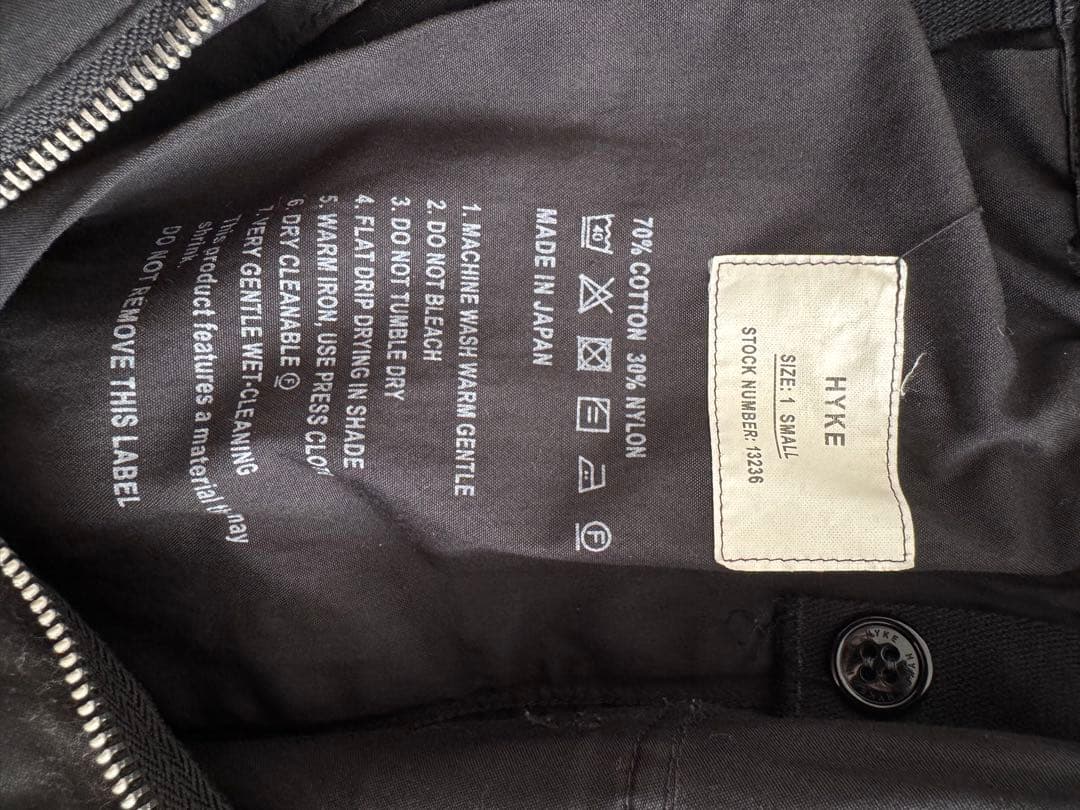 HYKE
SIZE: 1 SMALL
STOCK NUMBER: 13236
70% COTTON 30% NYLON
40
F
MADE IN JAPAN
1. MACHINE WASH WARM GENTLE
2. DO NOT BLEACH
3. DO NOT TUMBLE DRY
4. FLAT DRIP DRYING IN SHADE
5. WARM IRON, USE PRESS
6. DRY CLEANABLE F
7. VERY GENTLE WET-CLEANING
This product features a material may
shrink.
DO NOT REMOVE THIS LABEL
HYKE